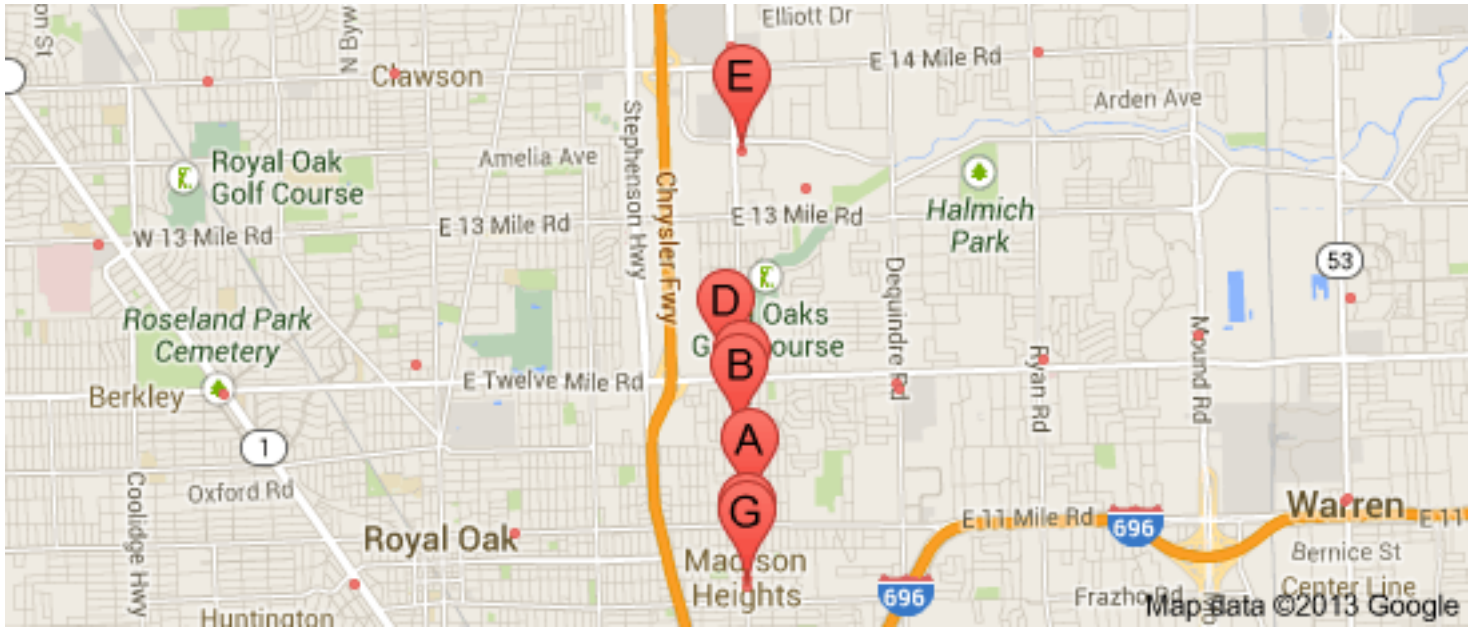 Elliott Dr
N
E 14 Mile Rd
Clawson
E
Arden Ave
Stephenson Hwy
Amelia Ave
Royal Oak
Golf Course
Chrysler Fwy
E 13 Mile Rd
Halmich
Park
E 13 Mile Rd
W 13 Mile Rd
53
Dequindre Rd
D
Oaks
Roseland Park
Cemetery
B
Ryan Rd
Mound Rd
E Twelve Mile Rd
Berkley
A
1
Coolidge Hwy
Oxford Rd
G
Warren
E 11 Mile Rd
E 11
696
Royal Oak
Bernice St
Madison
Heights
Center Line
696
Huntington
Map data ©2013 Google